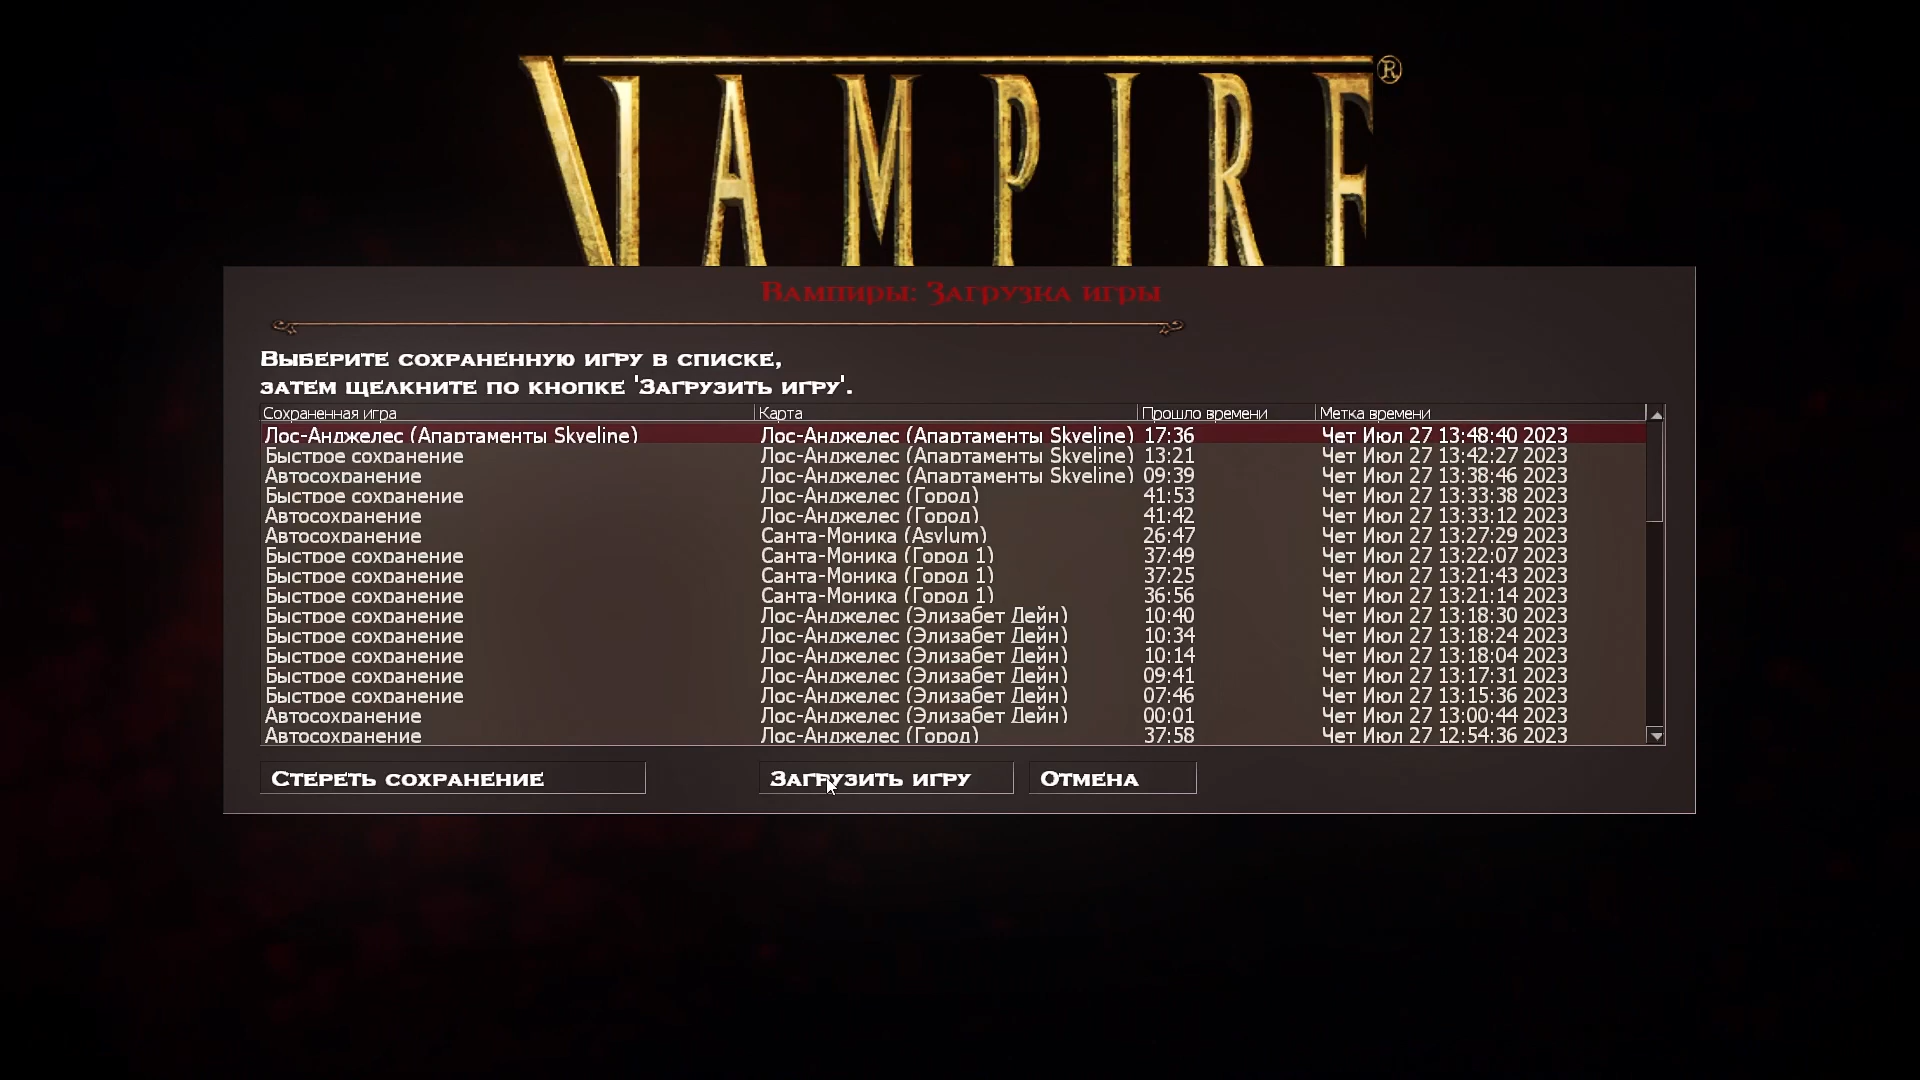 VAMPIRE®
Вампиры: Загрузка игры
Выберите сохраненную игру в списке,
затем щелкните по кнопке 'Загрузить игру'.
Сохраненная игра Карта Прошло времени Метка времени
Лос-Анджелес (Апартаменты Skyeline) Лос-Анджелес (Апартаменты Skyeline) 17:36 Чет Июл 27 13:48:40 2023
Быстрое сохранение Лос-Анджелес (Апартаменты Skyeline) 13:21 Чет Июл 27 13:42:27 2023
Автосохранение Лос-Анджелес (Апартаменты Skyeline) 09:39 Чет Июл 27 13:38:46 2023
Быстрое сохранение Лос-Анджелес (Город) 41:53 Чет Июл 27 13:33:38 2023
Автосохранение Лос-Анджелес (Город) 41:42 Чет Июл 27 13:33:12 2023
Автосохранение Санта-Моника (Asylum) 26:47 Чет Июл 27 13:27:29 2023
Быстрое сохранение Санта-Моника (Город 1) 37:49 Чет Июл 27 13:22:07 2023
Быстрое сохранение Санта-Моника (Город 1) 37:25 Чет Июл 27 13:21:43 2023
Быстрое сохранение Санта-Моника (Город 1) 36:56 Чет Июл 27 13:21:14 2023
Быстрое сохранение Лос-Анджелес (Элизабет Дейн) 10:40 Чет Июл 27 13:18:30 2023
Быстрое сохранение Лос-Анджелес (Элизабет Дейн) 10:34 Чет Июл 27 13:18:24 2023
Быстрое сохранение Лос-Анджелес (Элизабет Дейн) 10:14 Чет Июл 27 13:18:04 2023
Быстрое сохранение Лос-Анджелес (Элизабет Дейн) 09:41 Чет Июл 27 13:17:31 2023
Быстрое сохранение Лос-Анджелес (Элизабет Дейн) 07:46 Чет Июл 27 13:15:36 2023
Автосохранение Лос-Анджелес (Элизабет Дейн) 00:01 Чет Июл 27 13:00:44 2023
Автосохранение Лос-Анджелес (Город) 37:58 Чет Июл 27 12:54:36 2023
Стереть сохранение Загрузить игру Отмена